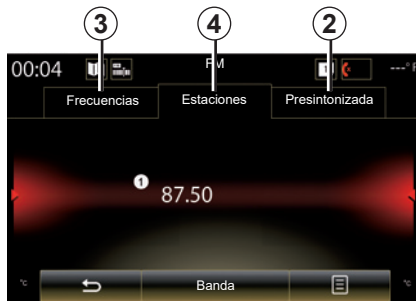 3 4 2
00:04 FM ---° F
Frecuencias Estaciones Presintonizada
1 87.50
°C Banda °C